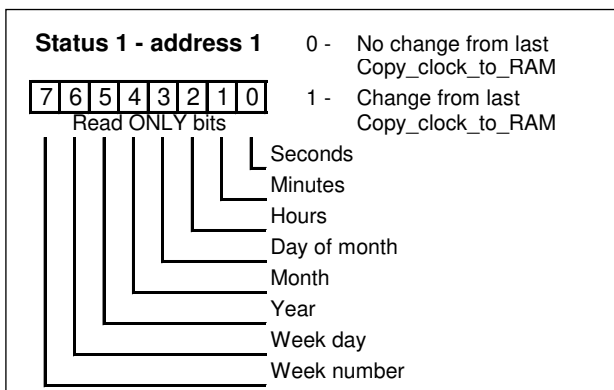 Status 1 - address 1
0 - No change from last
Copy_clock_to_RAM
1 - Change from last
Copy_clock_to_RAM
7 6 5 4 3 2 1 0
Read ONLY bits
Seconds
Minutes
Hours
Day of month
Month
Year
Week day
Week number